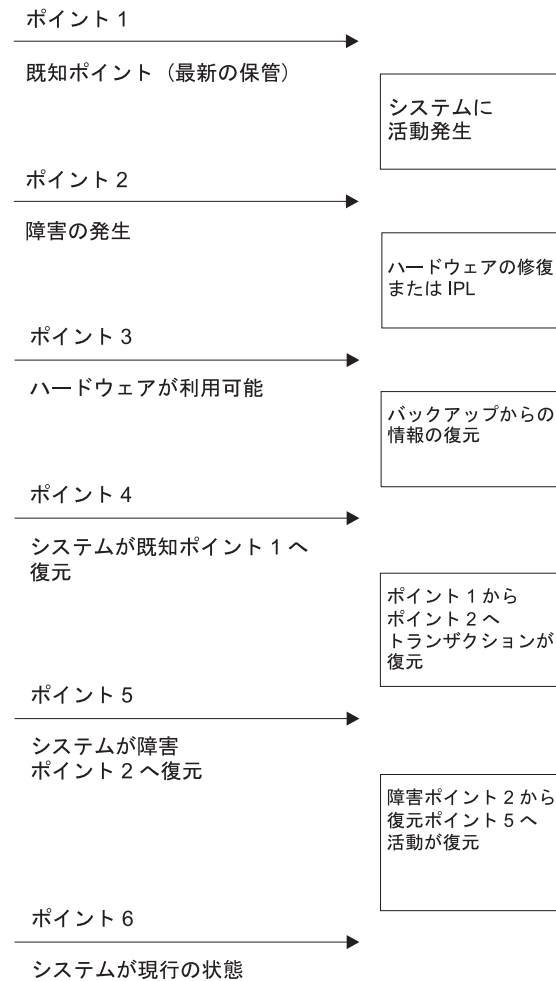 ポイント 1
既知ポイント（最新の保管）
システムに
活動発生
ポイント 2
障害の発生
ハードウェアの修復
または IPL
ポイント 3
ハードウェアが利用可能
バックアップからの
情報の復元
ポイント 4
システムが既知ポイント 1 へ
復元
ポイント 1 から
ポイント 2 へ
トランザクションが
復元
ポイント 5
システムが障害
ポイント 2 へ復元
障害ポイント 2 から
復元ポイント 5 へ
活動が復元
ポイント 6
システムが現行の状態